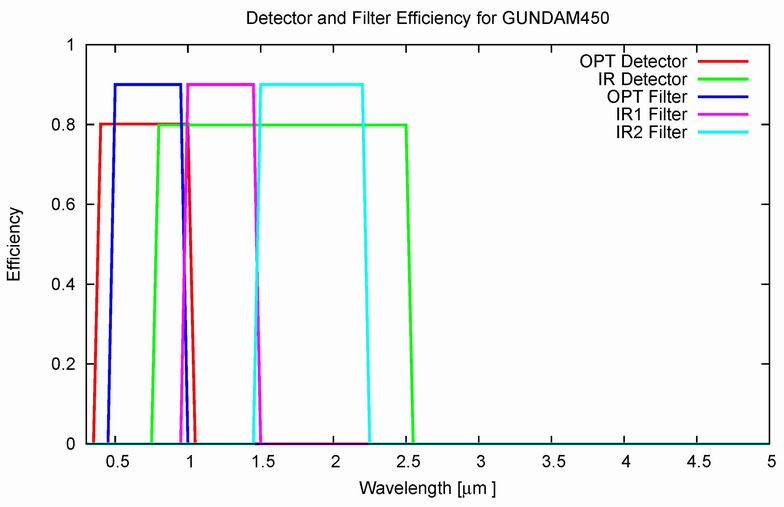 Detector and Filter Efficiency for GUNDAM450
1
0.8
0.6
0.4
0.2
0
Efficiency
OPT Detector
IR Detector
OPT Filter
IR1 Filter
IR2 Filter
0.5 1 1.5 2 2.5 3 3.5 4 4.5 5
Wavelength [μm ]